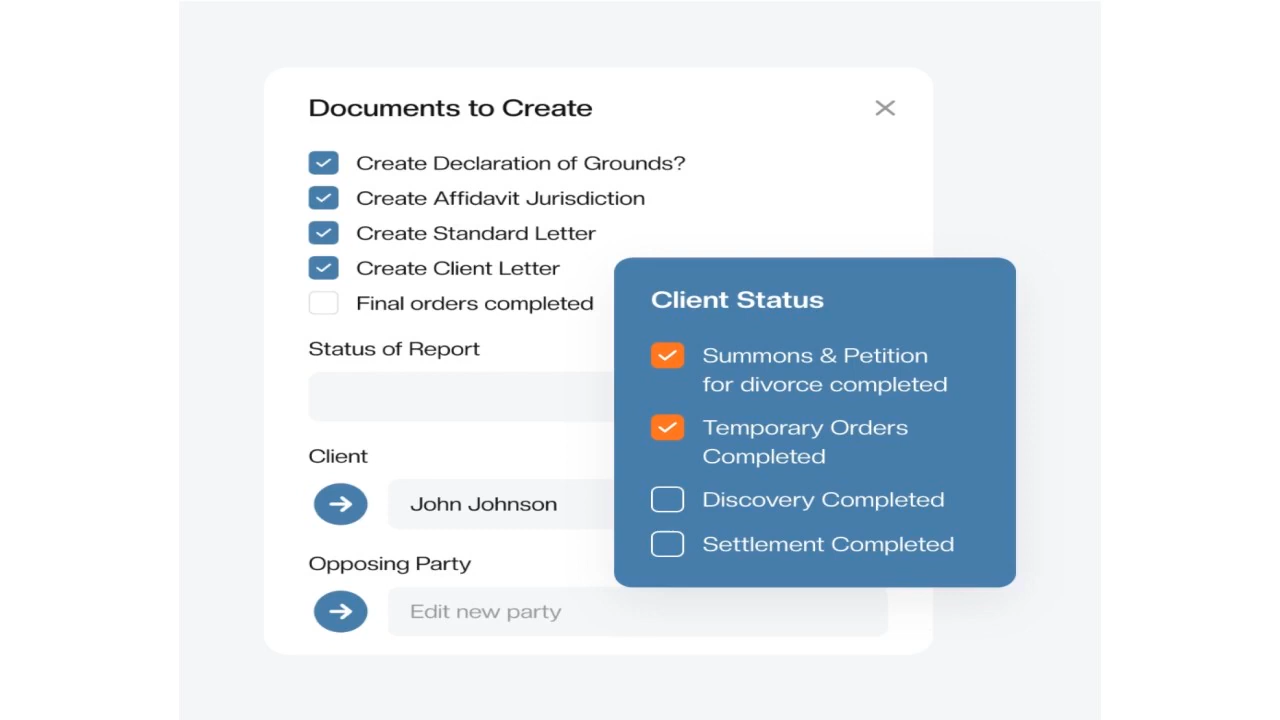 Documents to Create
Create Declaration of Grounds?
Create Affidavit Jurisdiction
Create Standard Letter
Create Client Letter
Final orders completed
Status of Report
Client
John Johnson
Opposing Party
Edit new party
Client Status
Summons & Petition
for divorce completed
Temporary Orders
Completed
Discovery Completed
Settlement Completed